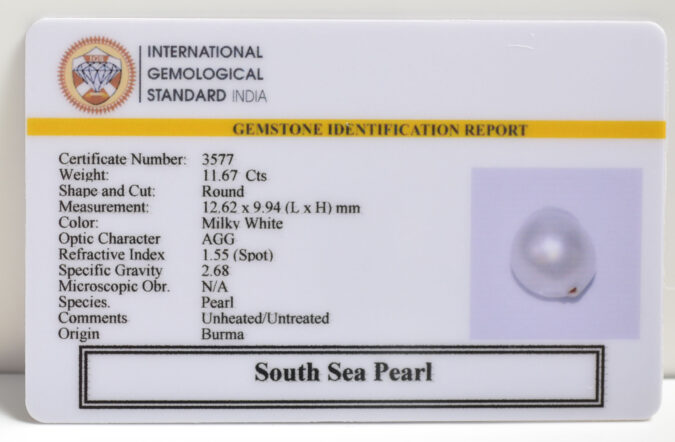 INTERNATIONAL
GEMOLOGICAL
STANDARD INDIA
IGS
GEMSTONE IDENTIFICATION REPORT
Certificate Number: 3577
Weight: 11.67 Cts
Shape and Cut: Round
Measurement: 12.62 x 9.94 (L x H) mm
Color: Milky White
Optic Character AGG
Refractive Index 1.55 (Spot)
Specific Gravity 2.68
Microscopic Obr. N/A
Species. Pearl
Comments Unheated/Untreated
Origin Burma
South Sea Pearl